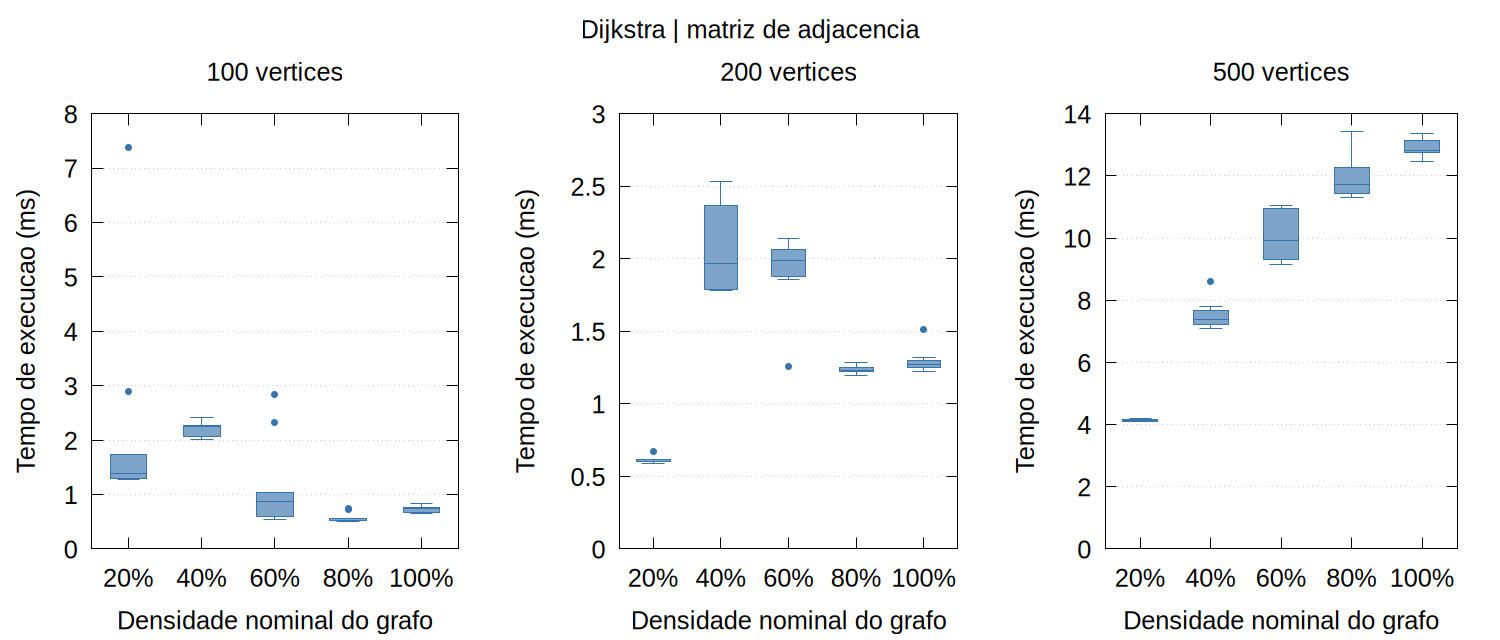 Dijkstra | matriz de adjacencia
100 vertices
8
7
6
5
4
3
2
1
0
Tempo de execucao (ms)
20% 40% 60% 80% 100%
Densidade nominal do grafo
200 vertices
3
2.5
2
1.5
1
0.5
0
Tempo de execucao (ms)
20% 40% 60% 80% 100%
Densidade nominal do grafo
500 vertices
14
12
10
8
6
4
2
0
Tempo de execucao (ms)
20% 40% 60% 80% 100%
Densidade nominal do grafo